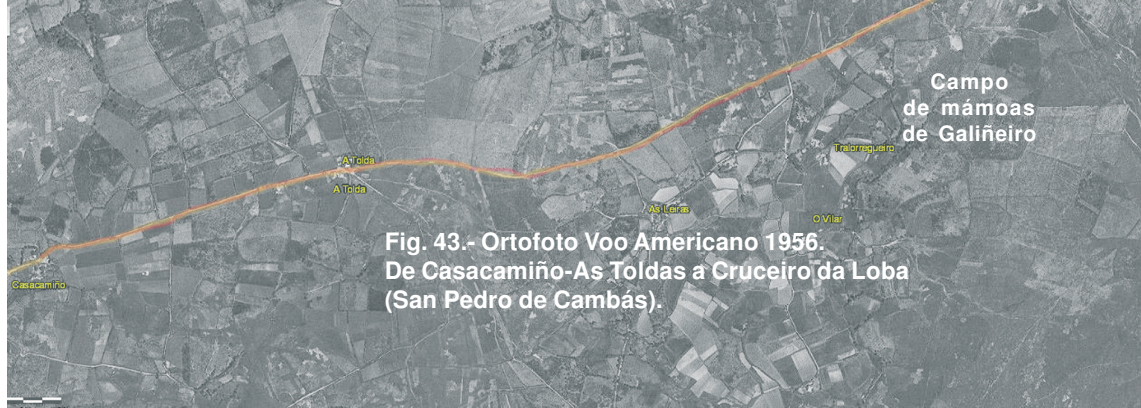 Campo
de mámoas
de Galiñeiro
Tralorregueiro
A Tolda
A Tolda
As Leiras
O Vilar
Fig. 43.- Ortofoto Voo Americano 1956.
De Casacamiño-As Toldas a Cruceiro da Loba
(San Pedro de Cambás).
Casacamiño